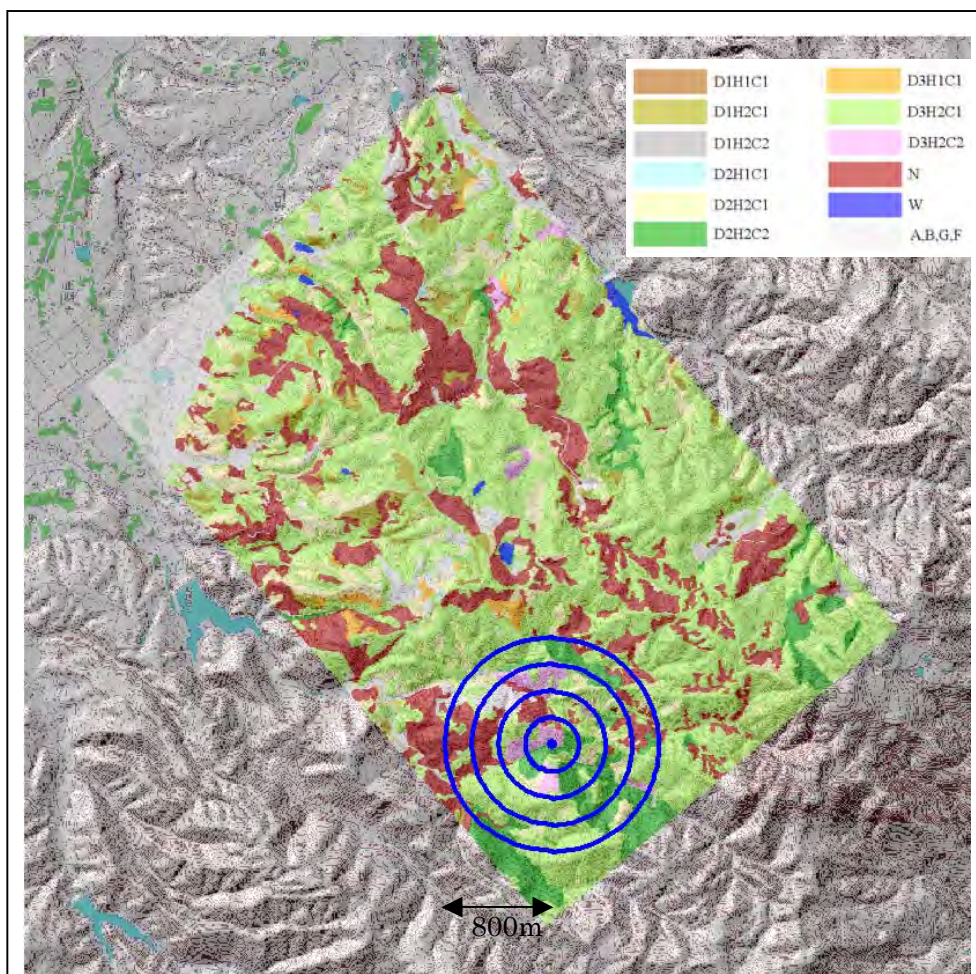 D1H1C1
D1H2C1
D1H2C2
D2H1C1
D2H2C1
D2H2C2
D3H1C1
D3H2C1
D3H2C2
N
W
A,B,G,F
800m